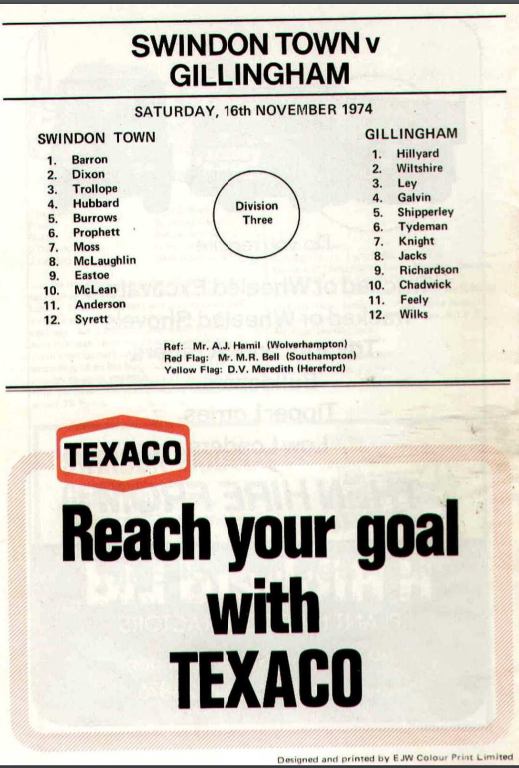 SWINDON TOWN v
GILLINGHAM
SATURDAY, 16th NOVEMBER 1974
SWINDON TOWN
1. Barron
2. Dixon
3. Trollope
4. Hubbard
5. Burrows
6. Prophett
7. Moss
8. McLaughlin
9. Eastoe
10. McLean
11. Anderson
12. Syrett
Division
Three
GILLINGHAM
1. Hillyard
2. Wiltshire
3. Ley
4. Galvin
5. Shipperley
6. Tydeman
7. Knight
8. Jacks
9. Richardson
10. Chadwick
11. Feely
12. Wilks
Ref: Mr. A.J. Hamil (Wolverhampton)
Red Flag: Mr. M.R. Bell (Southampton)
Yellow Flag: D.V. Meredith (Hereford)
TEXACO
Reach your goal
with
TEXACO
Designed and printed by EJW Colour Print Limited